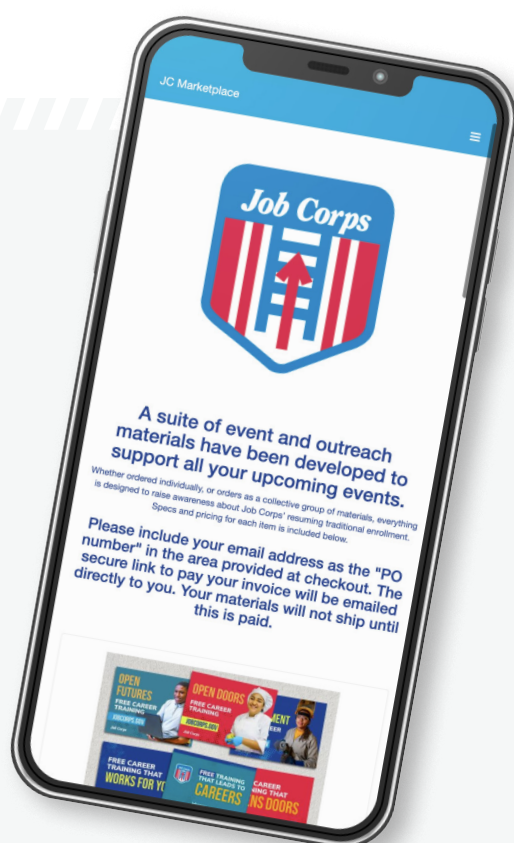 JC Marketplace
Job Corps
A suite of event and outreach
materials have been developed to
support all your upcoming events.
Whether ordered individually, or orders as a collective group of materials, everything
is designed to raise awareness about Job Corps' resuming traditional enrollment.
Specs and pricing for each item is included below.
Please include your email address as the "PO
number" in the area provided at checkout. The
secure link to pay your invoice will be emailed
directly to you. Your materials will not ship until
this is paid.
OPEN
FUTURES
FREE CAREER
TRAINING
JOBCORPS.GOV
OPEN DOORS
FREE CAREER
TRAINING
JOBCORPS.GOV
FREE CAREER
TRAINING THAT
WORKS FOR
FREE TRAINING
THAT LEADS TO
CAREERS
CAREER
THAT
DOORS